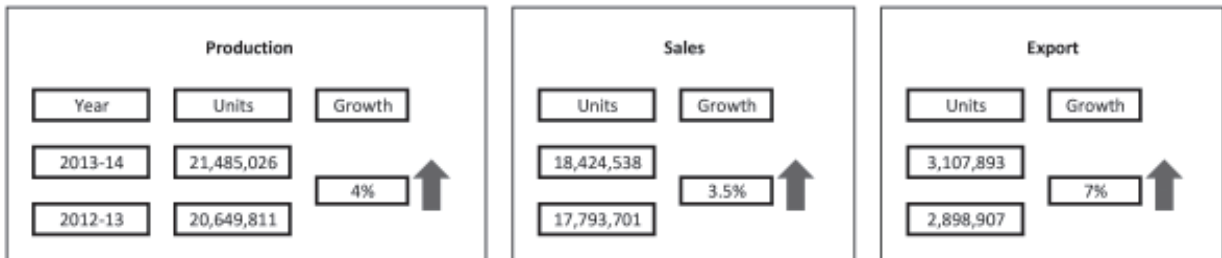 Production
Year Units Growth
2013-14 21,485,026
4%
2012-13 20,649,811
Sales
Units Growth
18,424,538
3.5%
17,793,701
Export
Units Growth
3,107,893
7%
2,898,907